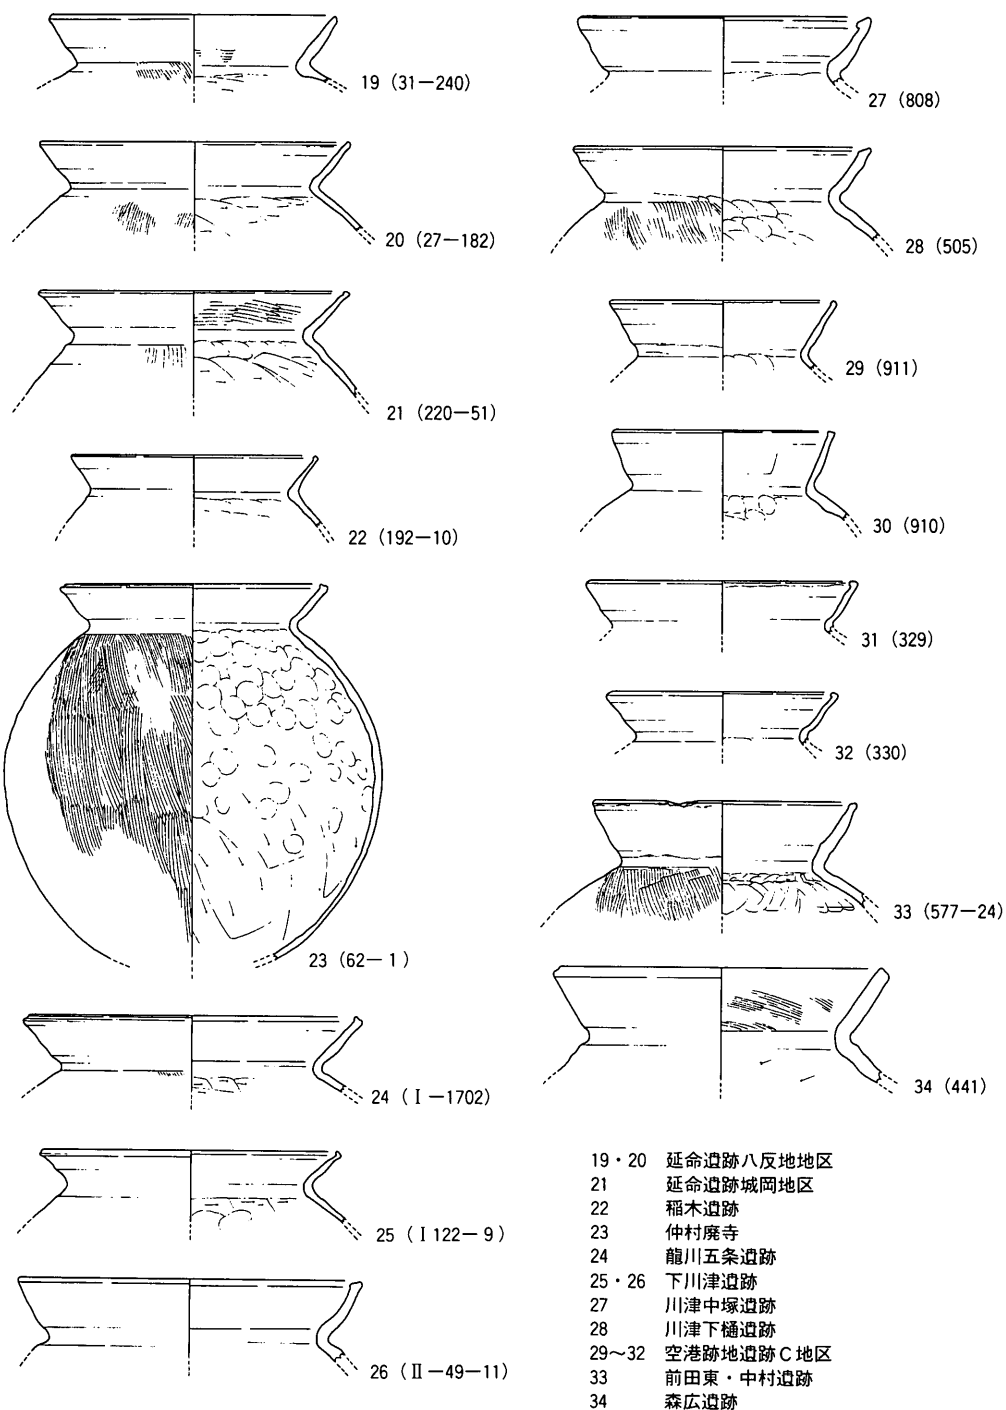 19 (31−240)
20 (27−182)
21 (220−51)
22 (192−10)
23 (62−1)
24 (Ⅰ−1702)
25 (Ⅰ122−9)
26 (Ⅱ−49−11)
27 (808)
28 (505)
29 (911)
30 (910)
31 (329)
32 (330)
33 (577−24)
34 (441)
19・20 延命遺跡八反地地区
21 延命遺跡城岡地区
22 稲木遺跡
23 仲村廃寺
24 龍川五条遺跡
25・26 下川津遺跡
27 川津中塚遺跡
28 川津下樋遺跡
29〜32 空港跡地遺跡C地区
33 前田東・中村遺跡
34 森広遺跡